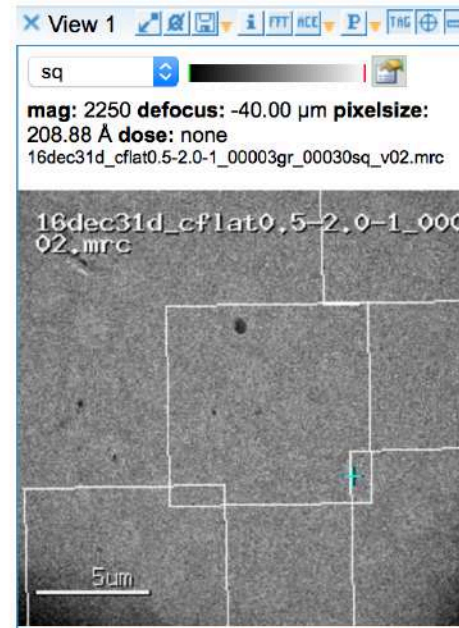 × View 1 i FFT ACE P TAG
sq
mag: 2250 defocus: -40.00 μm pixelsize:
208.88 Å dose: none
16dec31d_cflat0.5-2.0-1_00003gr_00030sq_v02.mrc
16dec31d_cflat0.5-2.0-1_000
02.mrc
5um